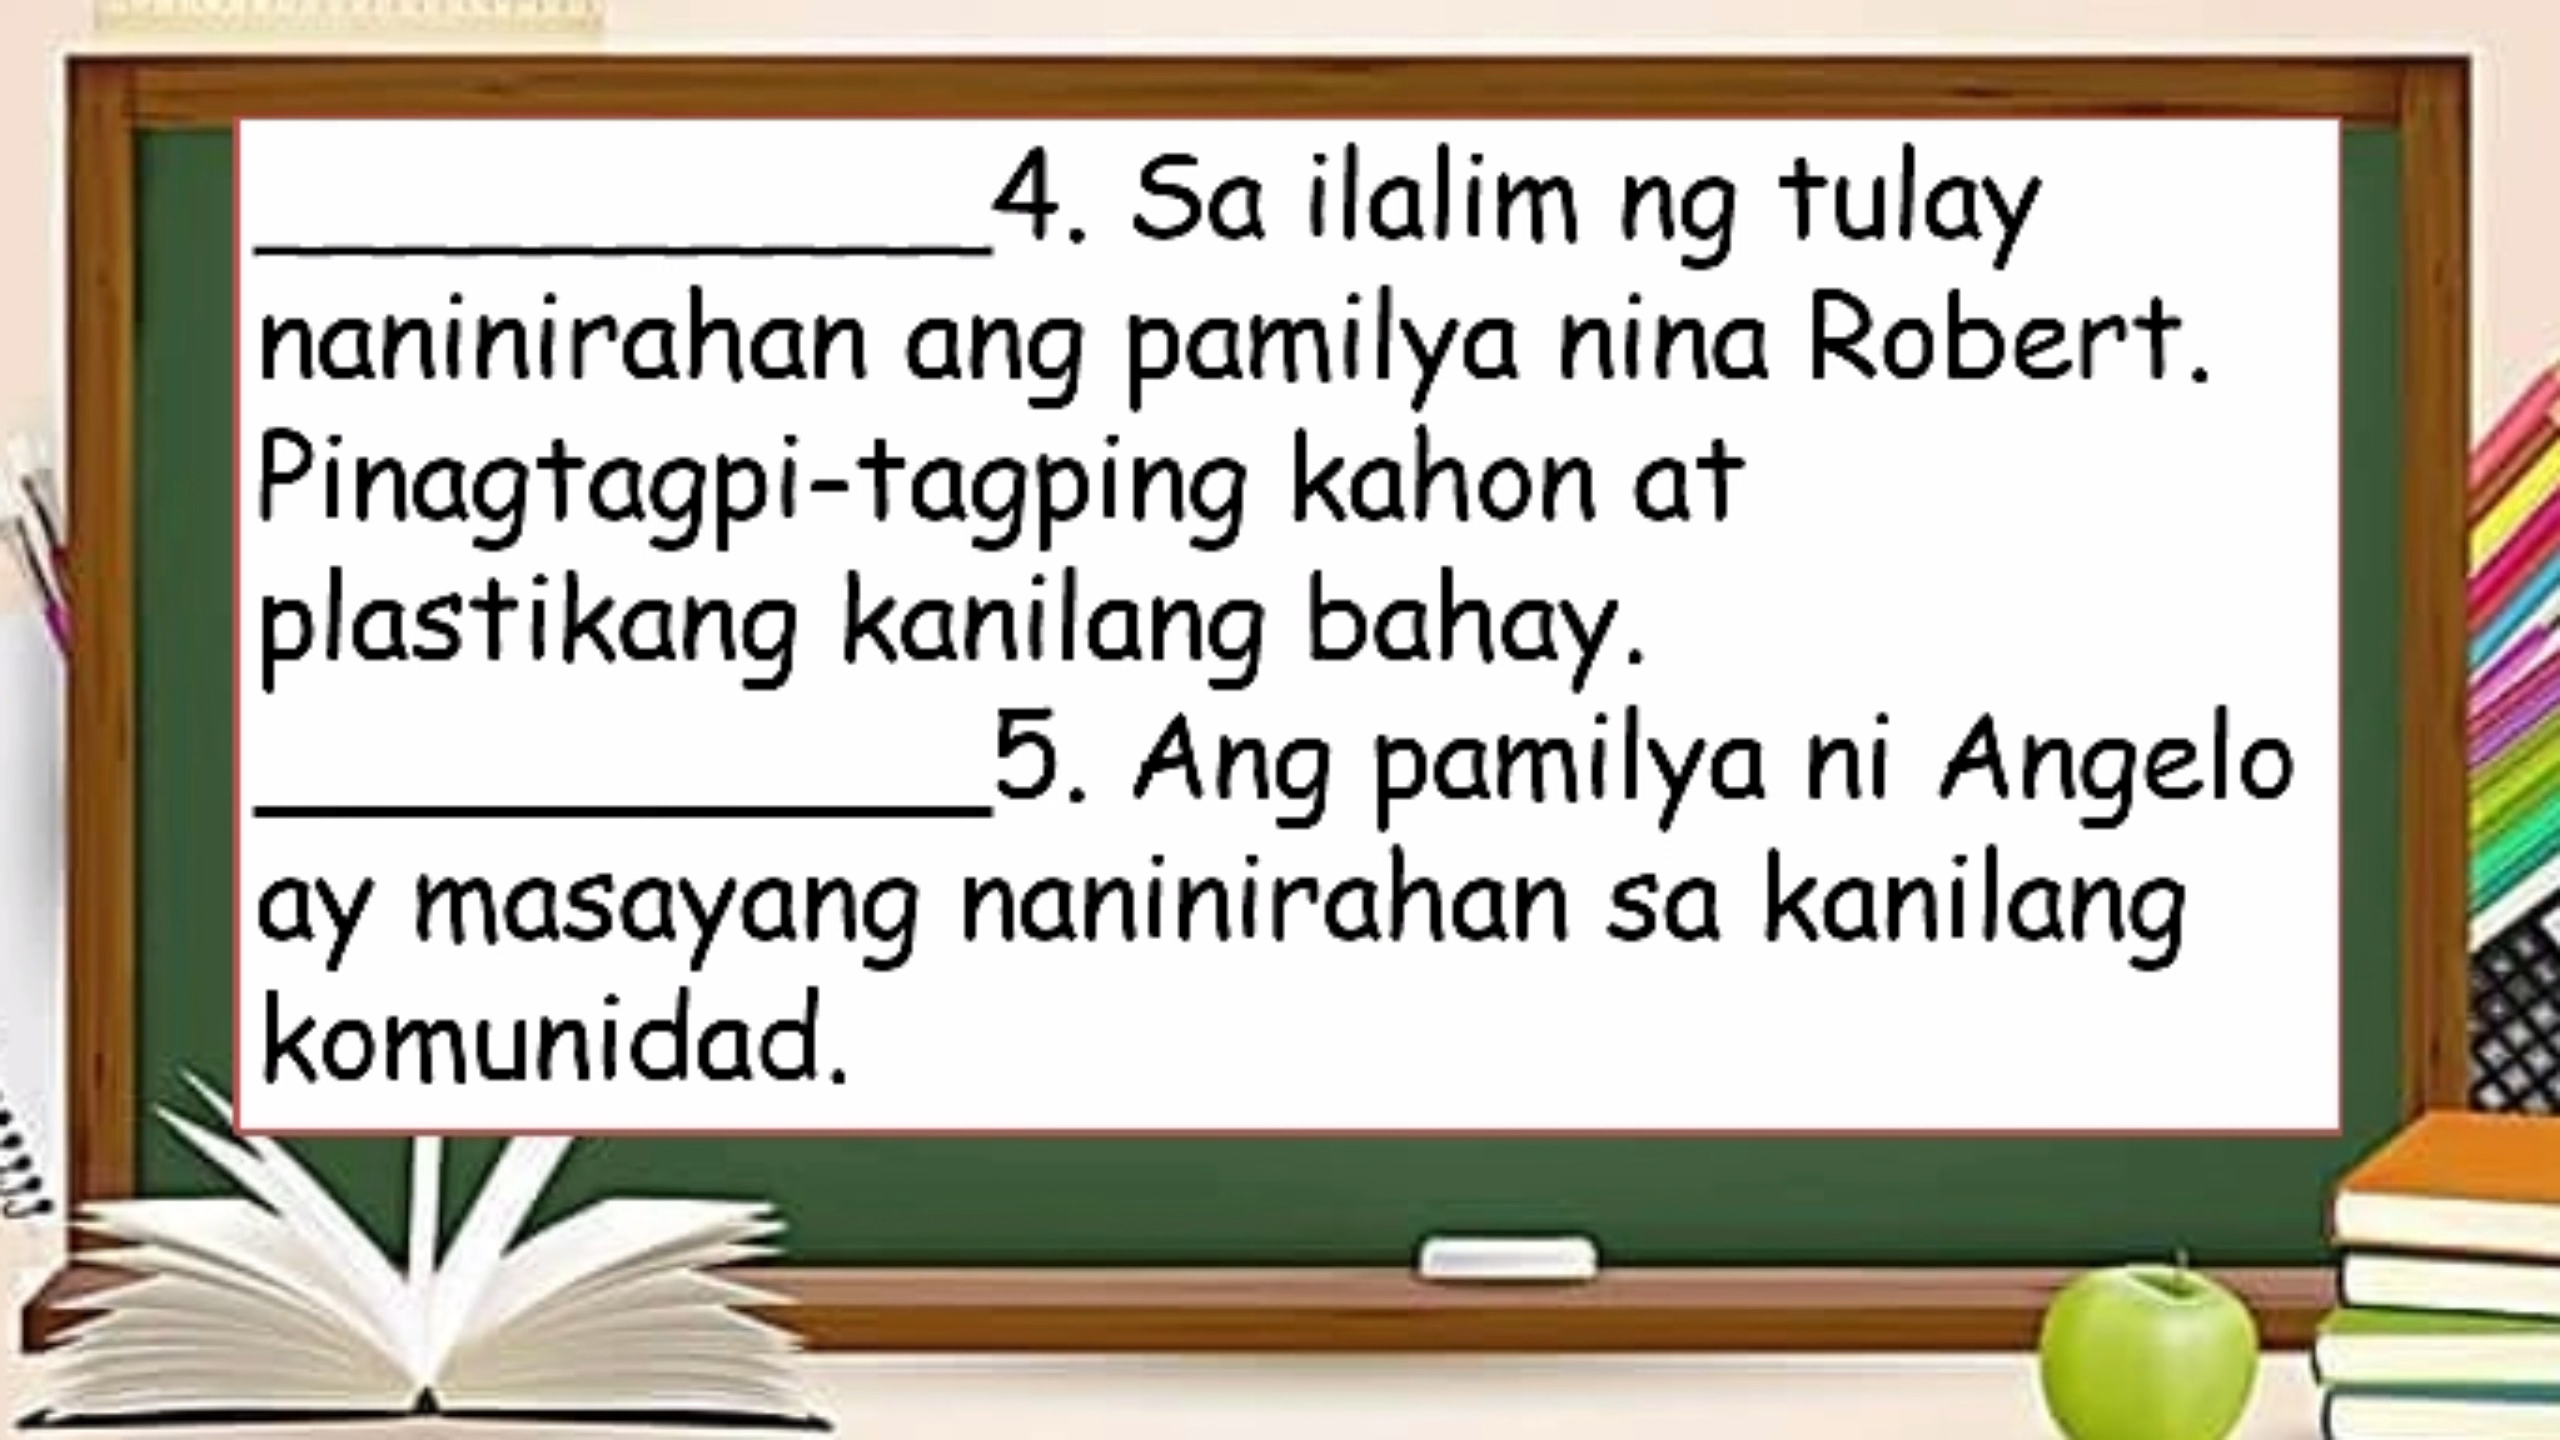 ____________4. Sa ilalim ng tulay
naninirahan ang pamilya nina Robert.
Pinagtagpi-tagping kahon at
plastikang kanilang bahay.
____________5. Ang pamilya ni Angelo
ay masayang naninirahan sa kanilang
komunidad.